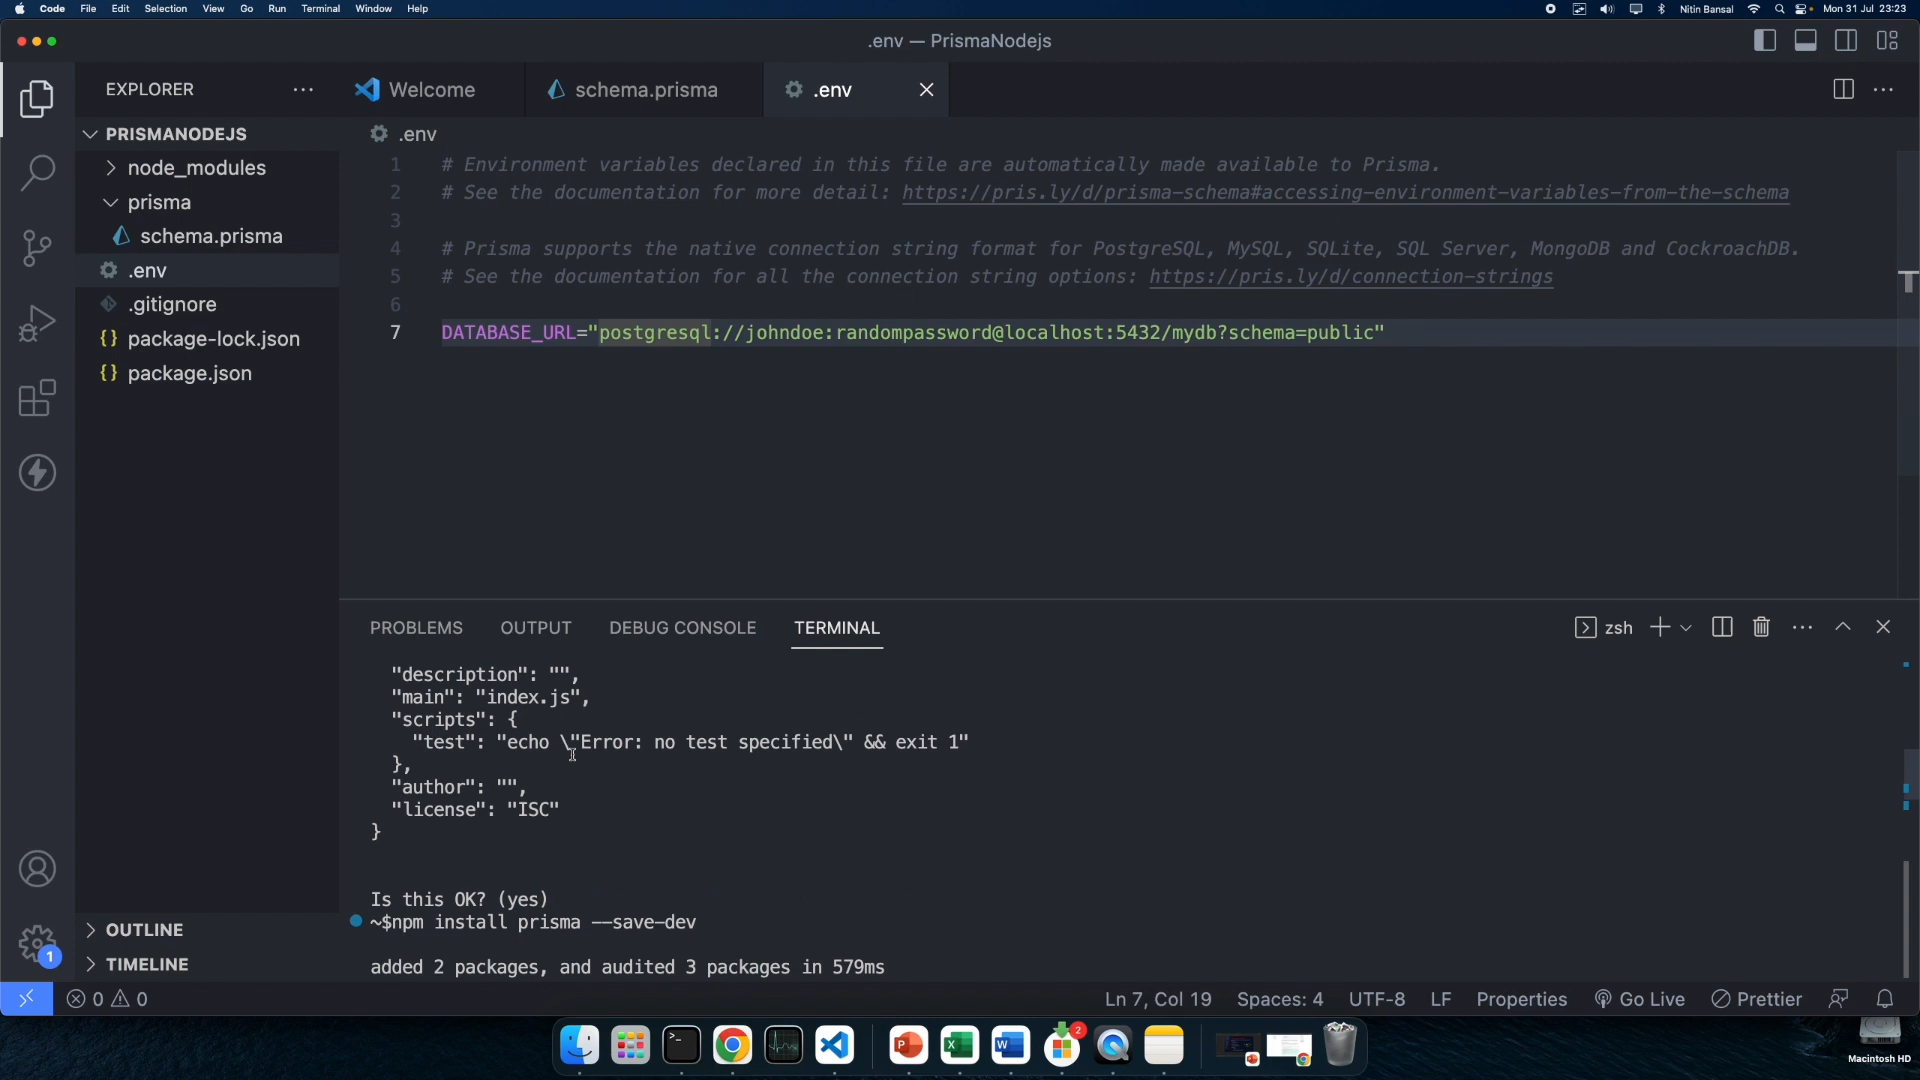 Code File Edit Selection View Go Run Terminal Window Help Nitin Bansal Mon 31 Jul 23:23
.env — PrismaNodejs
EXPLORER
Welcome schema.prisma .env
PRISMANODEJS
node_modules
prisma
schema.prisma
.env
.gitignore
{} package-lock.json
{} package.json
OUTLINE
TIMELINE
.env
1 # Environment variables declared in this file are automatically made available to Prisma.
2 # See the documentation for more detail: https://pris.ly/d/prisma-schema#accessing-environment-variables-from-the-schema
3
4 # Prisma supports the native connection string format for PostgreSQL, MySQL, SQLite, SQL Server, MongoDB and CockroachDB.
5 # See the documentation for all the connection string options: https://pris.ly/d/connection-strings
6
7 DATABASE_URL="postgresql://johndoe:randompassword@localhost:5432/mydb?schema=public"
PROBLEMS OUTPUT DEBUG CONSOLE TERMINAL zsh
"description": "",
"main": "index.js",
"scripts": {
"test": "echo \"Error: no test specified\" && exit 1"
},
"author": "",
"license": "ISC"
}
Is this OK? (yes)
~$npm install prisma --save-dev
added 2 packages, and audited 3 packages in 579ms
1
0 0 Ln 7, Col 19 Spaces: 4 UTF-8 LF Properties Go Live Prettier
2
Macintosh HD